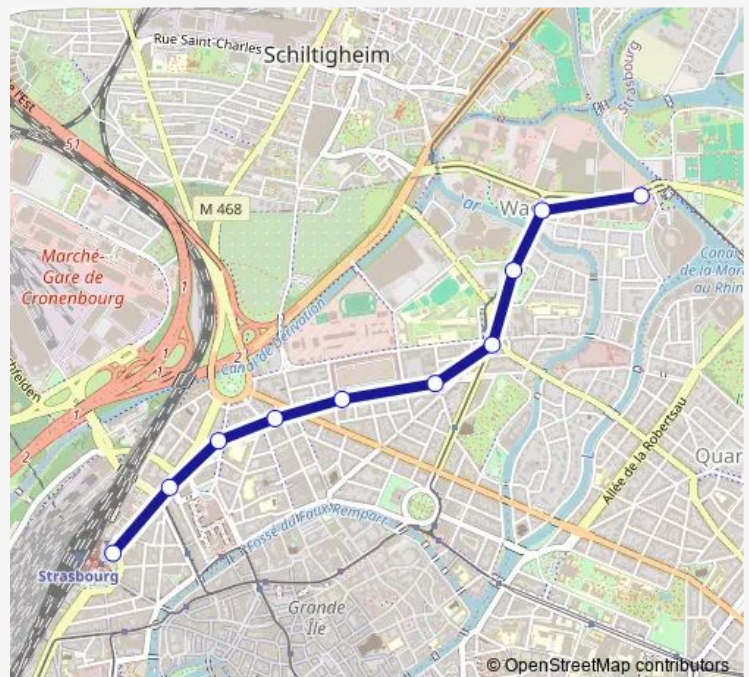 Rue Saint-Charles
Schiltigheim
Strasbourg
51
M 468
Wa
Marché-
Gare de
Cronenbourg
1
Canal
de la Mar
au Rhin
2
Canal de Dérivation
1
1
1
2
Allée de la Robertsau
Quar
Fossé du Faux Rempart
Strasbourg
Grande
Île
© OpenStreetMap contributors